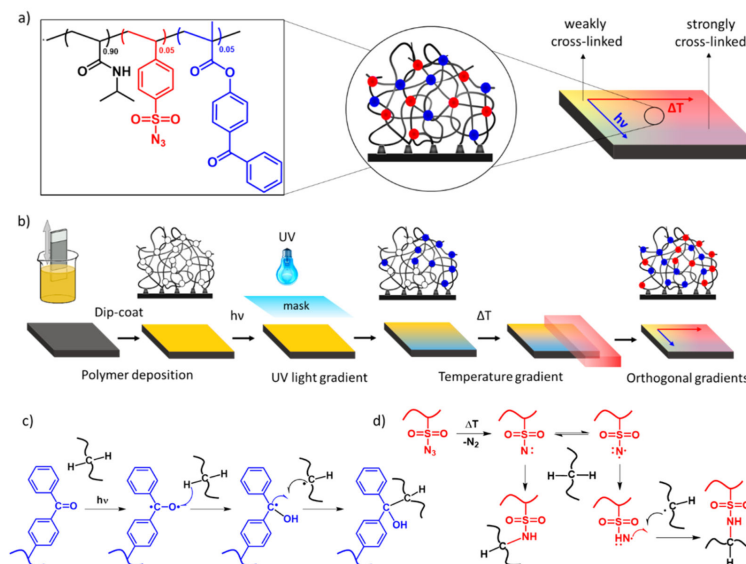 a)
weakly
cross-linked
strongly
cross-linked
0.90
0.05
0.05
O
N
H
O
O
S
O
O
N3
O
ΔT
hν
b)
UV
Dip-coat
hν
mask
ΔT
Polymer deposition
UV light gradient
Temperature gradient
Orthogonal gradients
c)
H
C
H
O
hν
C
O
H
C
H
C
OH
C
H
C
H
OH
d)
O=S=O
N3
ΔT
-N2
O=S=O
N:
O=S=O
:N·
H
C
H
O=S=O
NH
C
H
O=S=O
HN·
C
H
O=S=O
NH
C
H